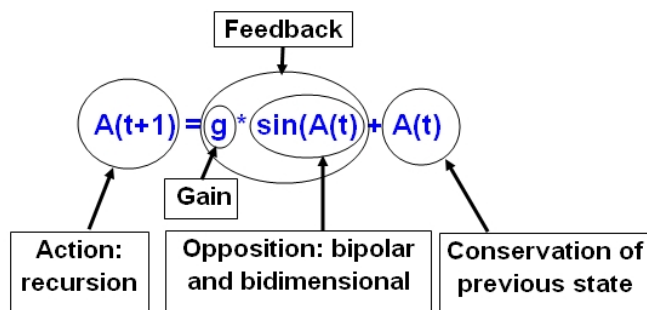 Feedback
A(t+1) = g * sin(A(t) + A(t)
Gain
Action:
recursion
Opposition: bipolar
and bidimensional
Conservation of
previous state